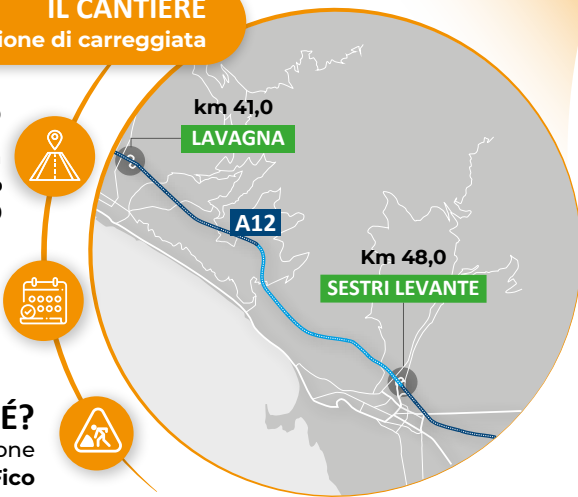 IL CANTIERE
ione di carreggiata
km 41,0
LAVAGNA
A12
Km 48,0
SESTRI LEVANTE
É?
one
Fico